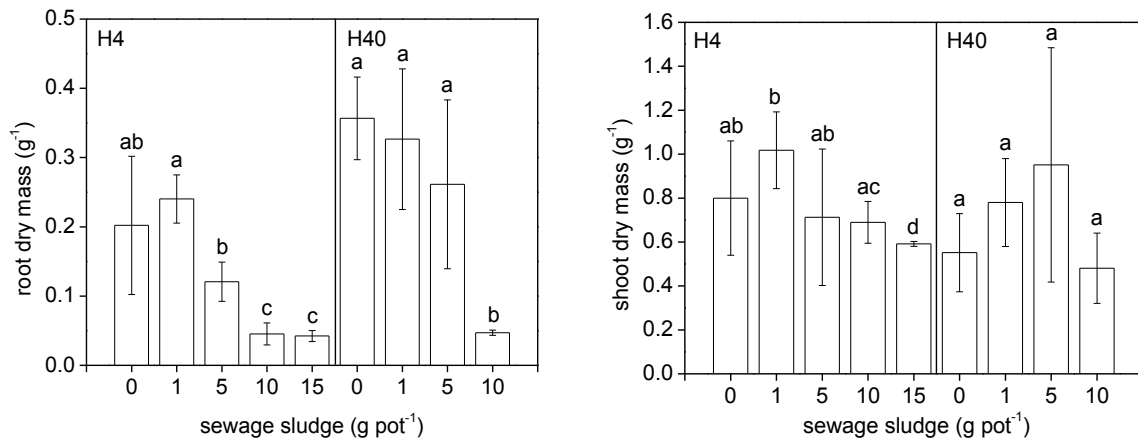 H4 H40
0.5
0.4
0.3
0.2
0.1
0.0
root dry mass (g⁻¹)
ab a b c c a a a b
0 1 5 10 15 0 1 5 10
sewage sludge (g pot⁻¹)
H4 H40
1.6
1.4
1.2
1.0
0.8
0.6
0.4
0.2
0.0
shoot dry mass (g⁻¹)
ab b ab ac d a a a a
0 1 5 10 15 0 1 5 10
sewage sludge (g pot⁻¹)